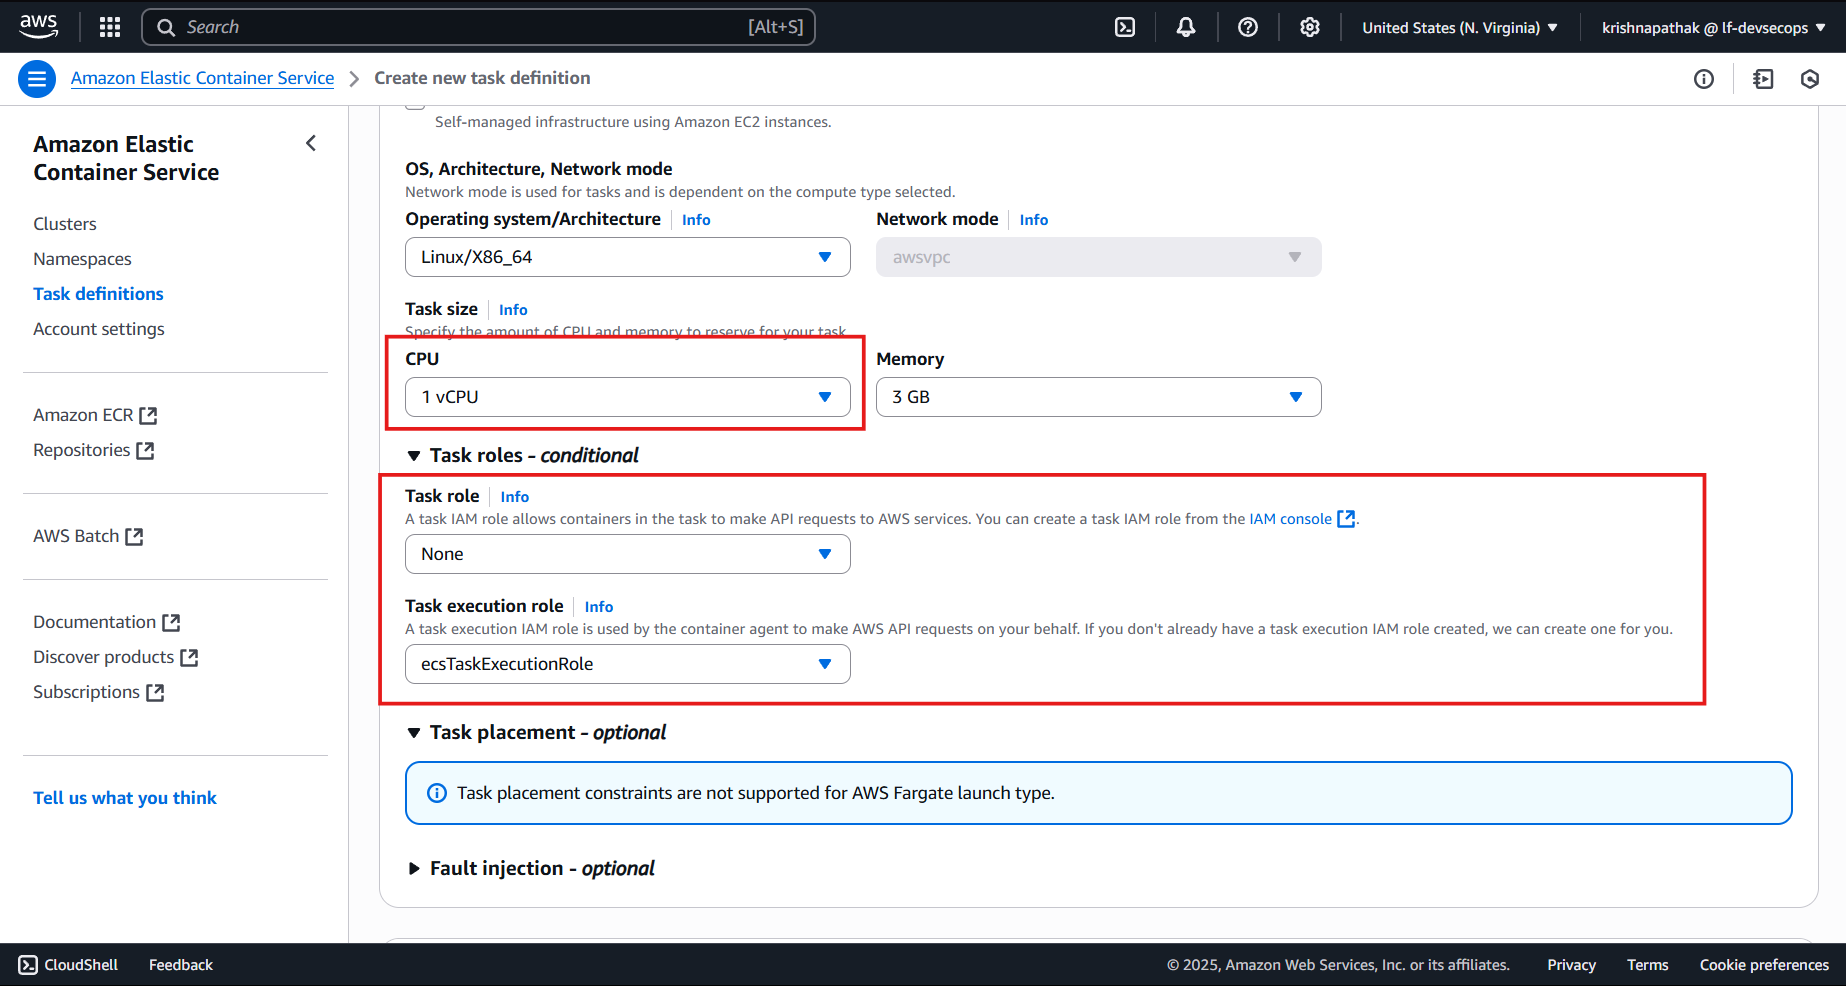 aws
Search
[Alt+S]
United States (N. Virginia)
krishnapathak @ lf-devsecops
Amazon Elastic Container Service
Create new task definition
Amazon Elastic
Container Service
Clusters
Namespaces
Task definitions
Account settings
Amazon ECR
Repositories
AWS Batch
Documentation
Discover products
Subscriptions
Tell us what you think
Self-managed infrastructure using Amazon EC2 instances.
OS, Architecture, Network mode
Network mode is used for tasks and is dependent on the compute type selected.
Operating system/Architecture Info
Network mode Info
Linux/X86_64
awsvpc
Task size Info
Specify the amount of CPU and memory to reserve for your task.
CPU
Memory
1 vCPU
3 GB
Task roles - conditional
Task role Info
A task IAM role allows containers in the task to make API requests to AWS services. You can create a task IAM role from the IAM console.
None
Task execution role Info
A task execution IAM role is used by the container agent to make AWS API requests on your behalf. If you don't already have a task execution IAM role created, we can create one for you.
ecsTaskExecutionRole
Task placement - optional
Task placement constraints are not supported for AWS Fargate launch type.
Fault injection - optional
CloudShell
Feedback
© 2025, Amazon Web Services, Inc. or its affiliates.
Privacy
Terms
Cookie preferences